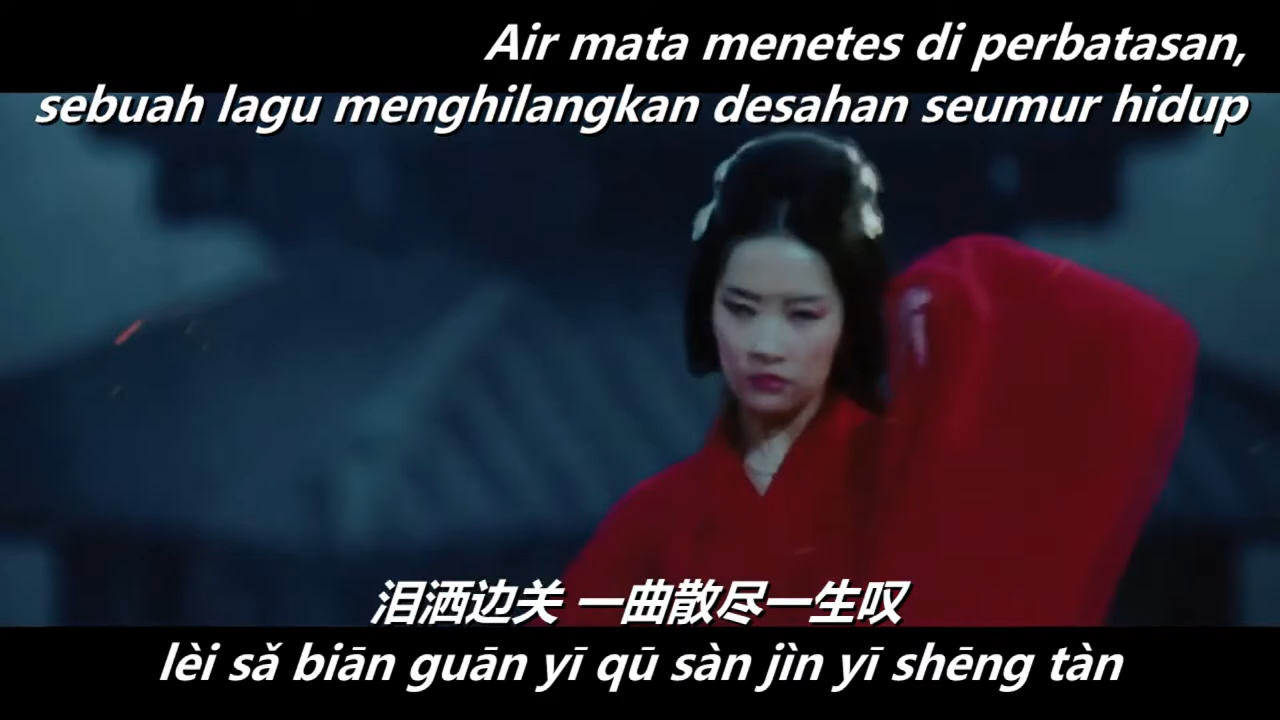 Air mata menetes di perbatasan,
sebuah lagu menghilangkan desahan seumur hidup
泪洒边关 一曲散尽一生叹
lèi sǎ biān guān yī qū sàn jìn yī shēng tàn